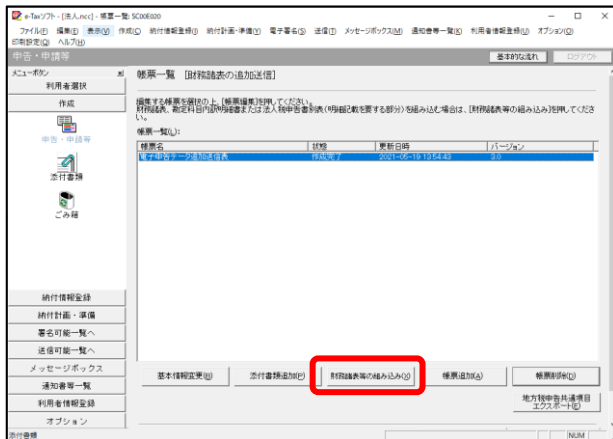 e-Taxソフト - [法人.ncc] - 帳票一覧: SC00E020
ファイル(F) 編集(E) 表示(V) 作成(C) 納付情報登録(I) 納付計画・準備(Y) 電子署名(S) 送信(T) メッセージボックス(M) 通知書等一覧(K) 利用者情報登録(U) オプション(O)
印刷設定(Q) ヘルプ(H)
申告・申請等 基本的な流れ ログアウト
メニューボタン
利用者選択
作成
申告・申請等
添付書類
ごみ箱
納付情報登録
納付計画・準備
署名可能一覧へ
送信可能一覧へ
メッセージボックス
通知書等一覧
利用者情報登録
オプション
帳票一覧 [財務諸表の追加送信]
編集する帳票を選択の上、[帳票編集]を押してください。
財務諸表、勘定科目内訳明細書または法人税申告書別表(明細記載を要する部分)を組み込む場合は、[財務諸表等の組み込み]を押してくださ
い。
帳票一覧(L):
帳票名 状態 更新日時 バージョン
電子申告データ追加送信表 作成完了 2021-05-19 13:54:43 3.0
基本情報変更(B) 添付書類追加(P) 財務諸表等の組み込み(X) 帳票追加(A) 帳票削除(D)
地方税申告共通項目
エクスポート(E)
添付書類 NUM